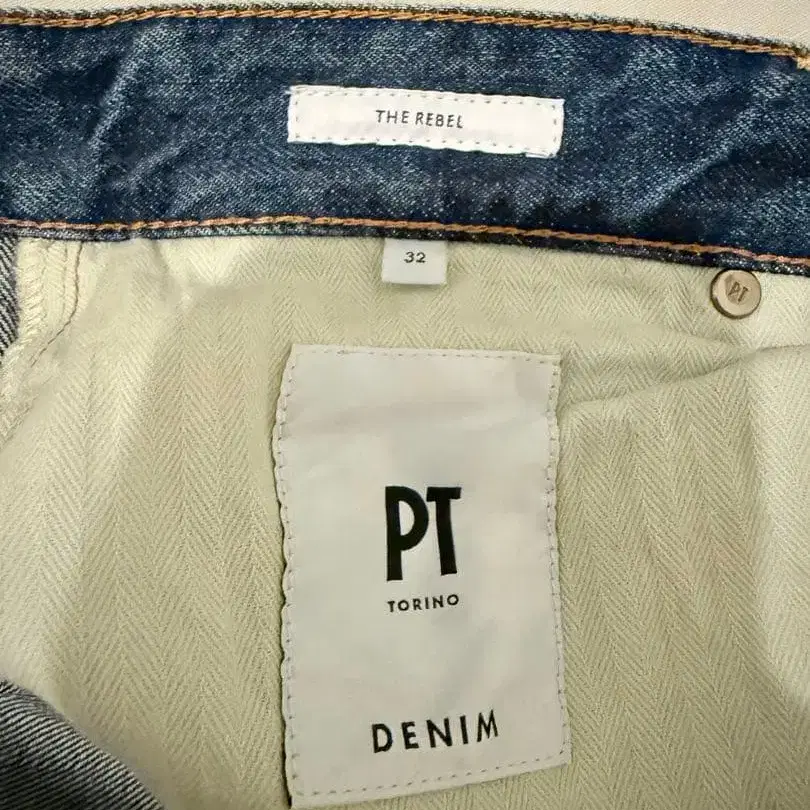 THE REBEL
32
PT
PT
TORINO
DENIM